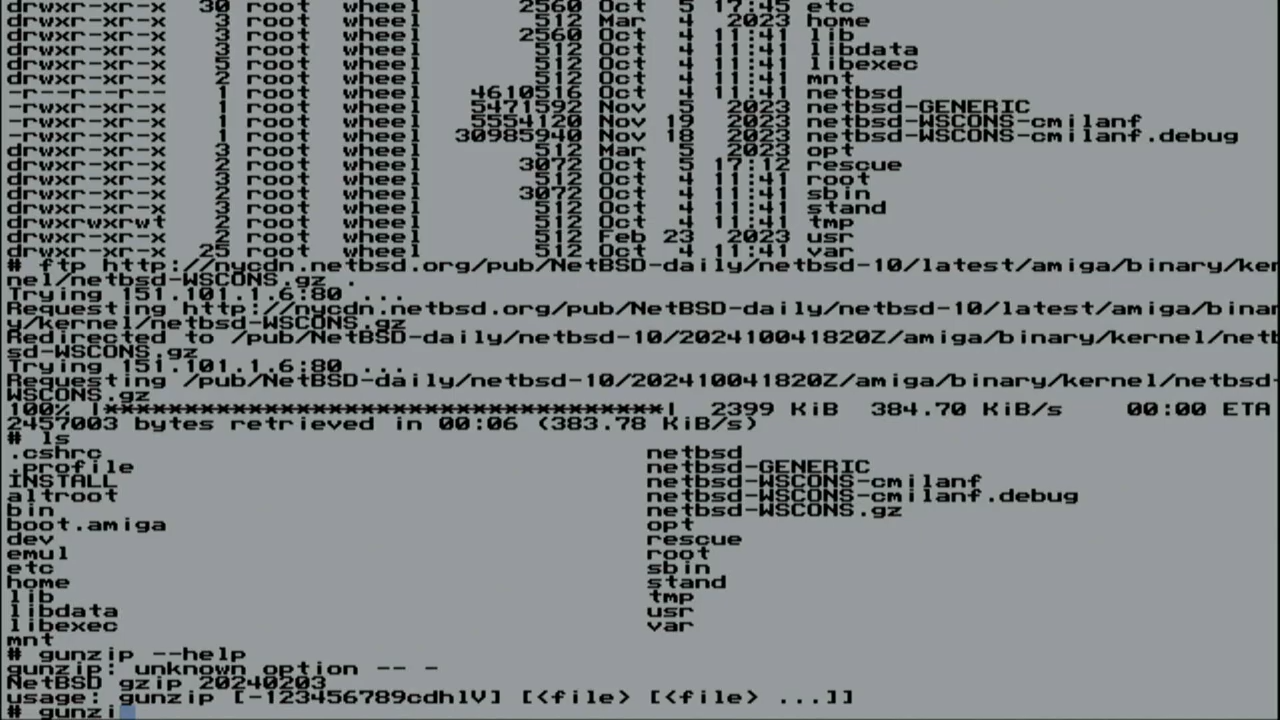 drwxr-xr-x 30 root wheel 2560 Oct 5 17:45 etc
drwxr-xr-x 3 root wheel 512 Mar 4 2023 home
drwxr-xr-x 3 root wheel 2560 Oct 4 11:41 lib
drwxr-xr-x 3 root wheel 512 Oct 4 11:41 libdata
drwxr-xr-x 5 root wheel 512 Oct 4 11:41 libexec
drwxr-xr-x 2 root wheel 512 Oct 4 11:41 mnt
-r--r--r-- 1 root wheel 4610516 Oct 4 11:41 netbsd
-rwxr-xr-x 1 root wheel 5471592 Nov 5 2023 netbsd-GENERIC
-rwxr-xr-x 1 root wheel 5554120 Nov 19 2023 netbsd-WSCONS-cmilanf
-rwxr-xr-x 1 root wheel 30985940 Nov 18 2023 netbsd-WSCONS-cmilanf.debug
drwxr-xr-x 3 root wheel 512 Mar 5 2023 opt
drwxr-xr-x 2 root wheel 3072 Oct 5 17:12 rescue
drwxr-xr-x 3 root wheel 512 Oct 4 11:41 root
drwxr-xr-x 2 root wheel 3072 Oct 4 11:41 sbin
drwxr-xr-x 3 root wheel 512 Oct 4 11:41 stand
drwxrwxrwt 2 root wheel 512 Oct 4 11:41 tmp
drwxr-xr-x 2 root wheel 512 Feb 23 2023 usr
drwxr-xr-x 25 root wheel 512 Oct 4 11:41 var
# ftp http://nycdn.netbsd.org/pub/NetBSD-daily/netbsd-10/latest/amiga/binary/ker
nel/netbsd-WSCONS.gz .
Trying 151.101.1.6:80 ...
Requesting http://nycdn.netbsd.org/pub/NetBSD-daily/netbsd-10/latest/amiga/binar
y/kernel/netbsd-WSCONS.gz
Redirected to /pub/NetBSD-daily/netbsd-10/202410041820Z/amiga/binary/kernel/netb
sd-WSCONS.gz
Trying 151.101.1.6:80 ...
Requesting /pub/NetBSD-daily/netbsd-10/202410041820Z/amiga/binary/kernel/netbsd-
WSCONS.gz
100% |***********************************| 2399 KiB 384.70 KiB/s 00:00 ETA
2457003 bytes retrieved in 00:06 (383.78 KiB/s)
# ls
.cshrc netbsd
.profile netbsd-GENERIC
INSTALL netbsd-WSCONS-cmilanf
altroot netbsd-WSCONS-cmilanf.debug
bin netbsd-WSCONS.gz
boot.amiga opt
dev rescue
emul root
etc sbin
home stand
lib tmp
libdata usr
libexec var
mnt
# gunzip --help
gunzip: unknown option -- -
NetBSD gzip 20240203
usage: gunzip [-123456789cdhlV] [<file> [<file> ...]]
# gunzi